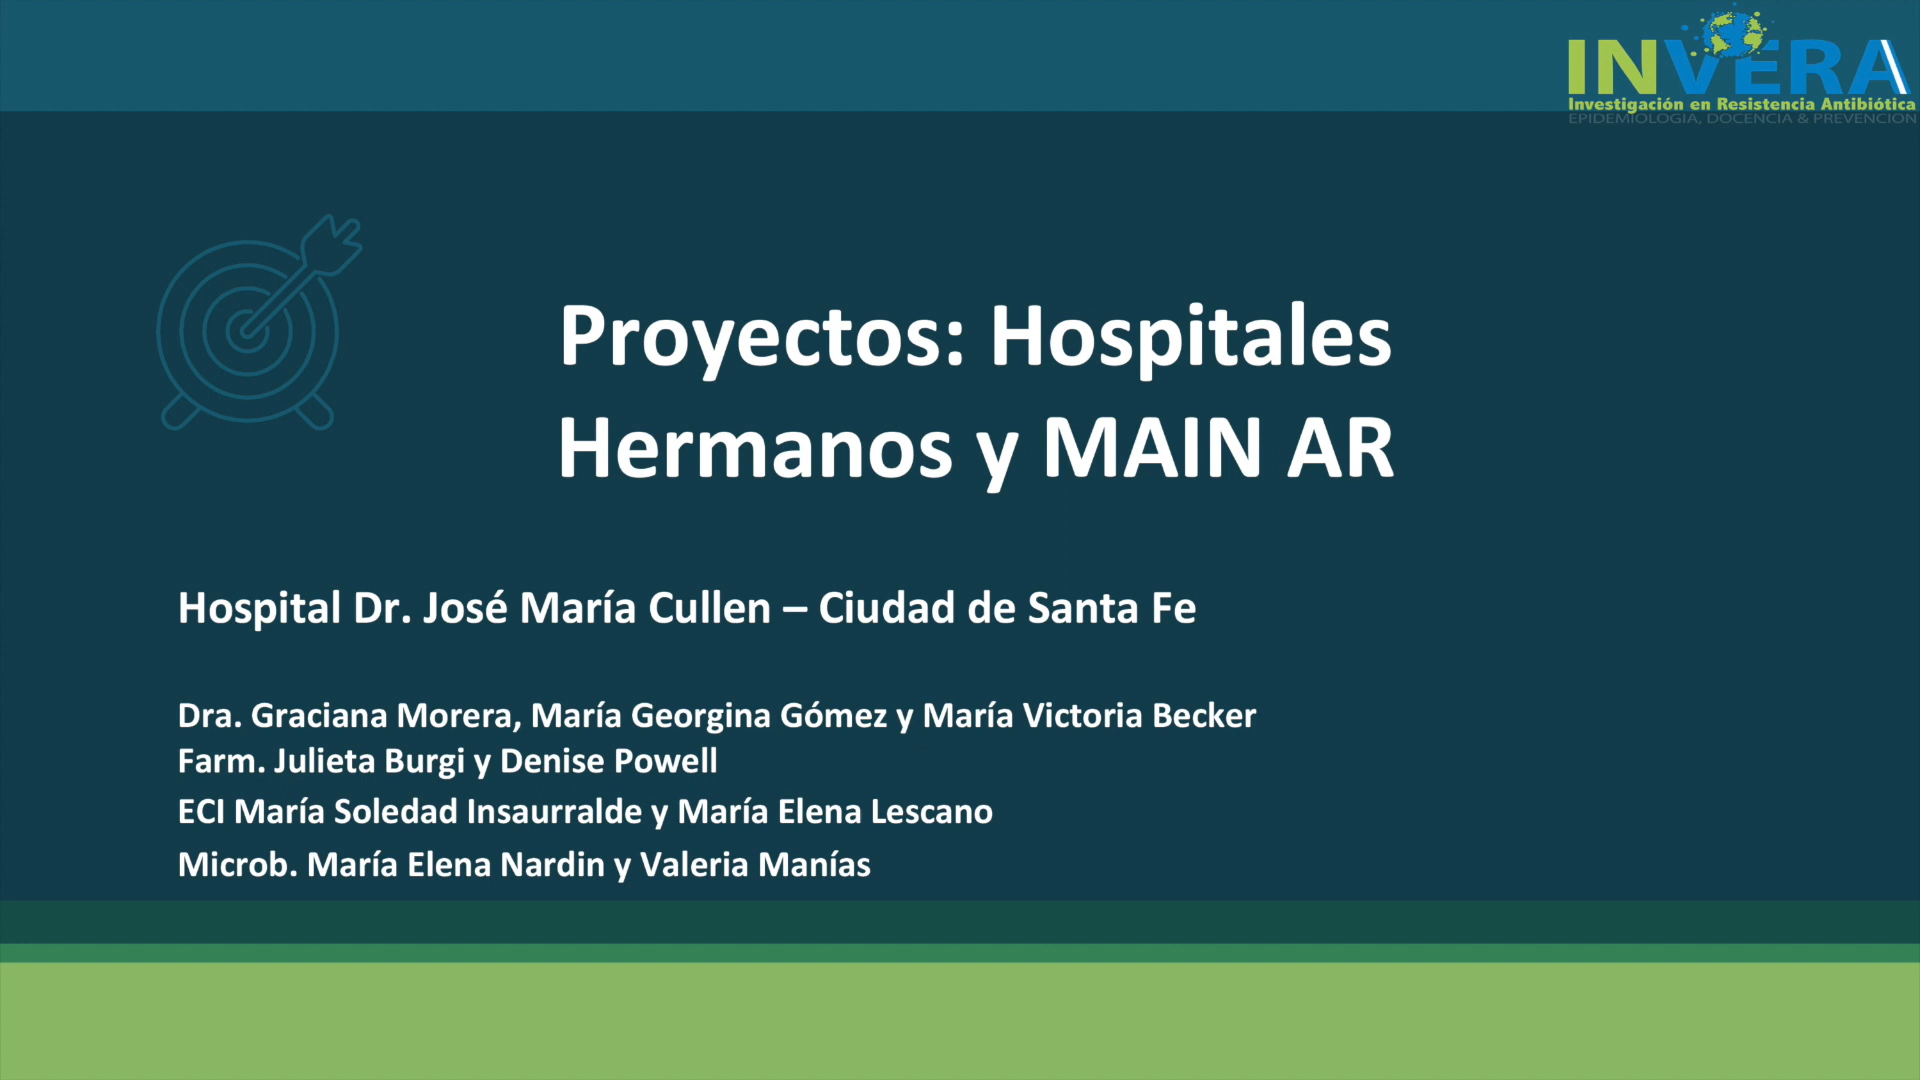 INVERA
Investigación en Resistencia Antibiótica
EPIDEMIOLOGIA, DOCENCIA & PREVENCION
Proyectos: Hospitales
Hermanos y MAIN AR
Hospital Dr. José María Cullen – Ciudad de Santa Fe
Dra. Graciana Morera, María Georgina Gómez y María Victoria Becker
Farm. Julieta Burgi y Denise Powell
ECI María Soledad Insaurralde y María Elena Lescano
Microb. María Elena Nardin y Valeria Manías